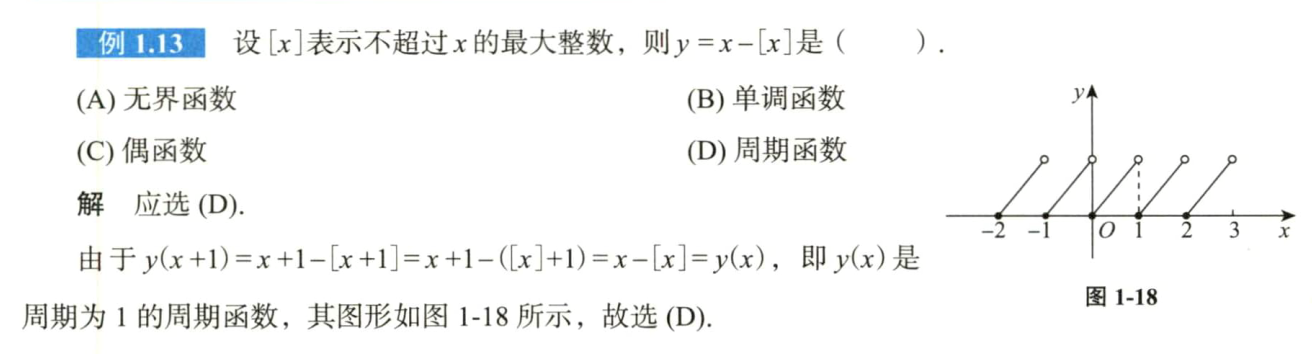 例 1.13 设[x]表示不超过 x 的最大整数，则 y=x-[x]是（ ）.
(A) 无界函数 (B) 单调函数
(C) 偶函数 (D) 周期函数
解 应选 (D).
由于 y(x+1)=x+1-[x+1]=x+1-([x]+1)=x-[x]=y(x)，即 y(x) 是
周期为 1 的周期函数，其图形如图 1-18 所示，故选 (D).
y
-2 -1 O 1 2 3 x
图 1-18